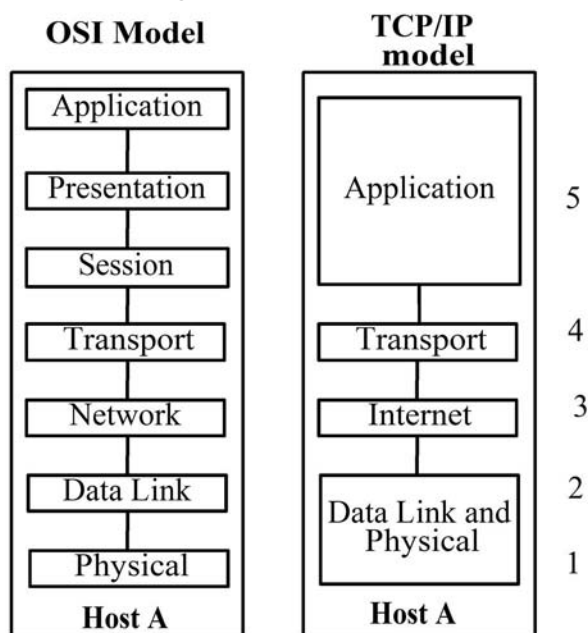 OSI Model
Application
Presentation
Session
Transport
Network
Data Link
Physical
Host A
TCP/IP
model
Application
Transport
Internet
Data Link and
Physical
Host A
5
4
3
2
1